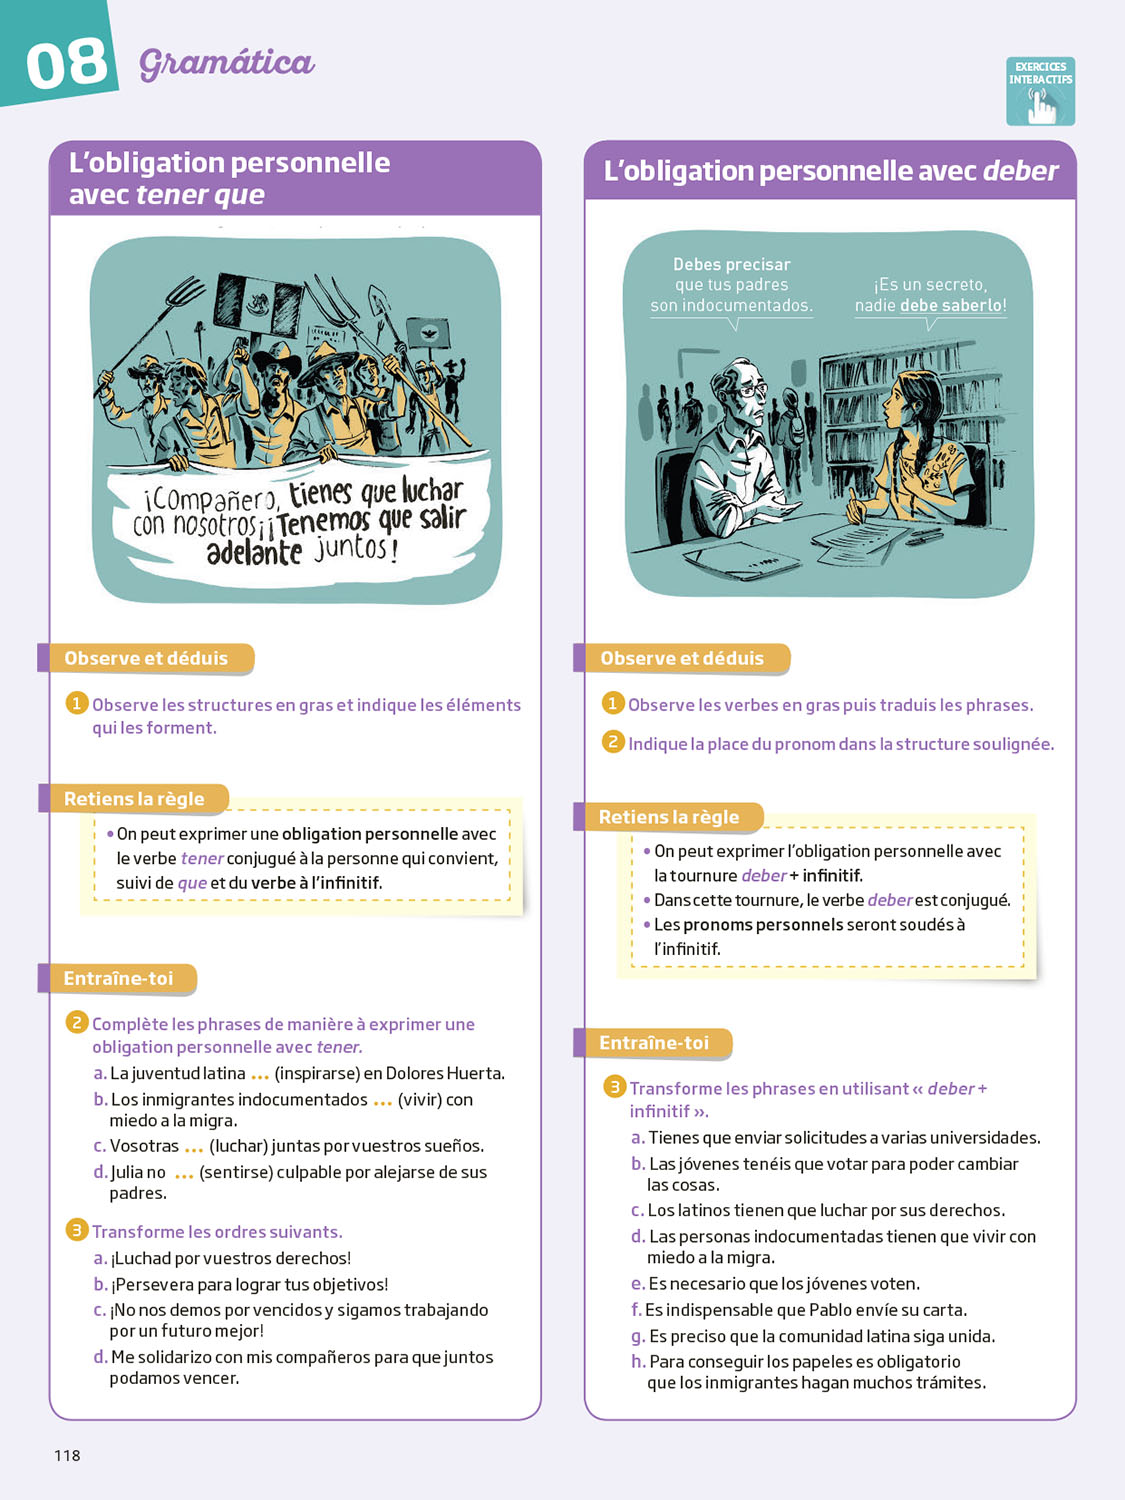 08 Gramática
EXERCICES
INTERACTIFS
L'obligation personnelle
avec tener que
¡Compañero, tienes que luchar
con nosotros¡¡Tenemos que salir
adelante juntos!
Observe et déduis
1 Observe les structures en gras et indique les éléments
qui les forment.
Retiens la règle
• On peut exprimer une obligation personnelle avec
le verbe tener conjugué à la personne qui convient,
suivi de que et du verbe à l'infinitif.
Entraîne-toi
2 Complète les phrases de manière à exprimer une
obligation personnelle avec tener.
a. La juventud latina ... (inspirarse) en Dolores Huerta.
b. Los inmigrantes indocumentados ... (vivir) con
miedo a la migra.
c. Vosotras ... (luchar) juntas por vuestros sueños.
d. Julia no ... (sentirse) culpable por alejarse de sus
padres.
3 Transforme les ordres suivants.
a. ¡Luchad por vuestros derechos!
b. ¡Persevera para lograr tus objetivos!
c. ¡No nos demos por vencidos y sigamos trabajando
por un futuro mejor!
d. Me solidarizo con mis compañeros para que juntos
podamos vencer.
L'obligation personnelle avec deber
Debes precisar
que tus padres
son indocumentados.
¡Es un secreto,
nadie debe saberlo!
Observe et déduis
1 Observe les verbes en gras puis traduis les phrases.
2 Indique la place du pronom dans la structure soulignée.
Retiens la règle
• On peut exprimer l'obligation personnelle avec
la tournure deber + infinitif.
• Dans cette tournure, le verbe deber est conjugué.
• Les pronoms personnels seront soudés à
l'infinitif.
Entraîne-toi
3 Transforme les phrases en utilisant « deber +
infinitif ».
a. Tienes que enviar solicitudes a varias universidades.
b. Las jóvenes tenéis que votar para poder cambiar
las cosas.
c. Los latinos tienen que luchar por sus derechos.
d. Las personas indocumentadas tienen que vivir con
miedo a la migra.
e. Es necesario que los jóvenes voten.
f. Es indispensable que Pablo envíe su carta.
g. Es preciso que la comunidad latina siga unida.
h. Para conseguir los papeles es obligatorio
que los inmigrantes hagan muchos trámites.
118